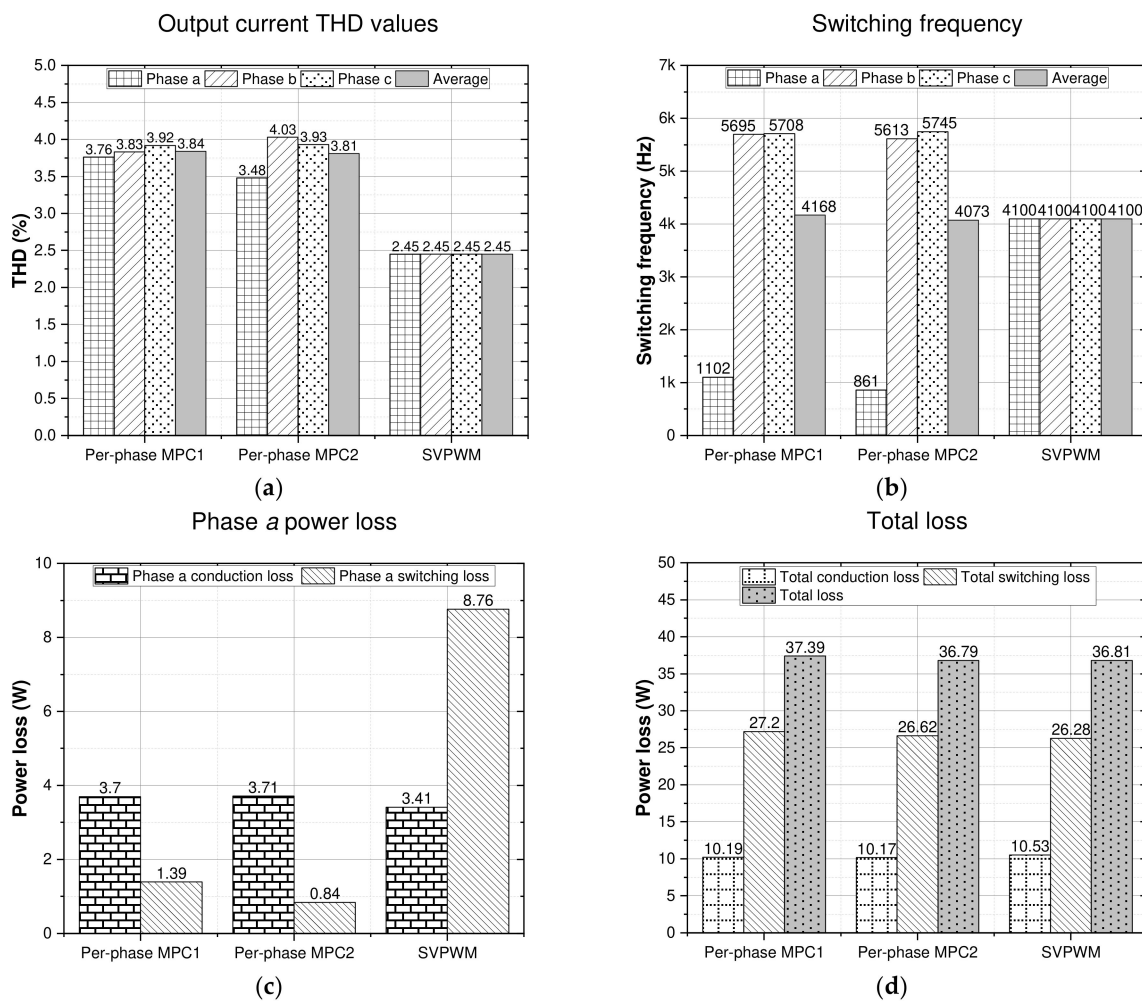 Output current THD values
Phase a Phase b Phase c Average
THD (%)
5.0
4.5
4.0
3.5
3.0
2.5
2.0
1.5
1.0
0.5
0.0
3.76 3.83 3.92 3.84
3.48 4.03 3.93 3.81
2.45 2.45 2.45 2.45
Per-phase MPC1 Per-phase MPC2 SVPWM
(a)
Switching frequency
Phase a Phase b Phase c Average
Switching frequency (Hz)
7k
6k
5k
4k
3k
2k
1k
0
1102 5695 5708 4168
861 5613 5745 4073
4100 4100 4100 4100
Per-phase MPC1 Per-phase MPC2 SVPWM
(b)
Phase a power loss
Phase a conduction loss Phase a switching loss
Power loss (W)
10
8
6
4
2
0
3.7 1.39
3.71 0.84
3.41 8.76
Per-phase MPC1 Per-phase MPC2 SVPWM
(c)
Total loss
Total conduction loss Total switching loss
Total loss
Power loss (W)
50
45
40
35
30
25
20
15
10
5
0
10.19 27.2 37.39
10.17 26.62 36.79
10.53 26.28 36.81
Per-phase MPC1 Per-phase MPC2 SVPWM
(d)